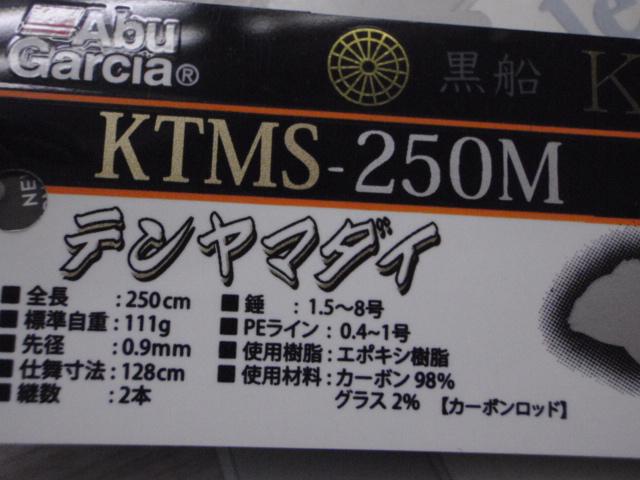 Abu
Garcia®
黒船
K
KTMS-250M
NE
テンヤマダイ
■ 全長 : 250cm
■ 標準自重 : 111g
■ 先径 : 0.9mm
■ 仕舞寸法 : 128cm
■ 継数 : 2本
■ 錘 : 1.5～8号
■ PEライン : 0.4~1号
■ 使用樹脂 : エポキシ樹脂
■ 使用材料 : カーボン 98%
グラス 2% 【カーボンロッド】